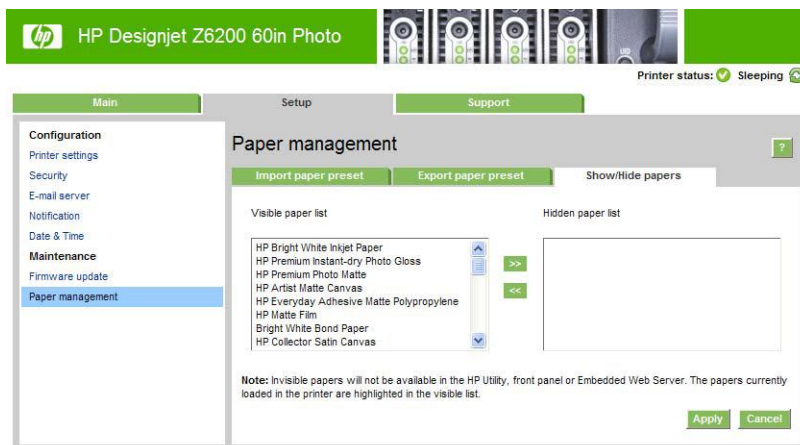 hp HP Designjet Z6200 60in Photo
UID
Printer status: Sleeping
Main Setup Support
Configuration
Printer settings
Security
E-mail server
Notification
Date & Time
Maintenance
Firmware update
Paper management
Paper management
?
Import paper preset Export paper preset Show/Hide papers
Visible paper list Hidden paper list
HP Bright White Inkjet Paper
HP Premium Instant-dry Photo Gloss
HP Premium Photo Matte
HP Artist Matte Canvas
HP Everyday Adhesive Matte Polypropylene
HP Matte Film
Bright White Bond Paper
HP Collector Satin Canvas
>>
<<
Note: Invisible papers will not be available in the HP Utility, front panel or Embedded Web Server. The papers currently
loaded in the printer are highlighted in the visible list.
Apply Cancel